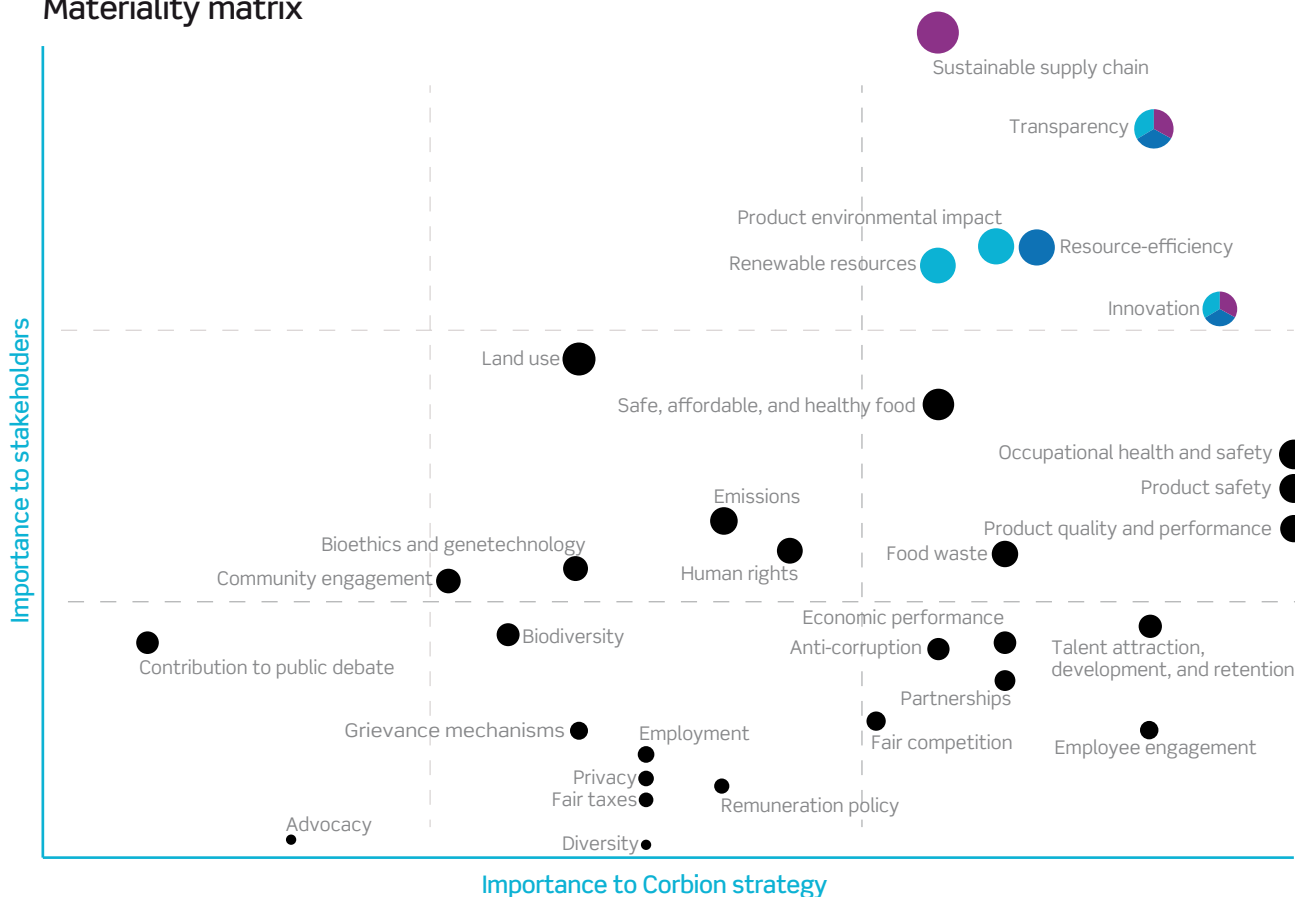 Materiality matrix
Sustainable supply chain
Transparency
Product environmental impact
Resource-efficiency
Renewable resources
Innovation
Land use
Safe, affordable, and healthy food
Occupational health and safety
Product safety
Emissions
Product quality and performance
Bioethics and genetechnology
Food waste
Human rights
Community engagement
Economic performance
Biodiversity
Anti-corruption
Talent attraction,
development, and retention
Contribution to public debate
Partnerships
Grievance mechanisms
Employment
Fair competition
Employee engagement
Privacy
Fair taxes
Remuneration policy
Advocacy
Diversity
Importance to stakeholders
Importance to Corbion strategy